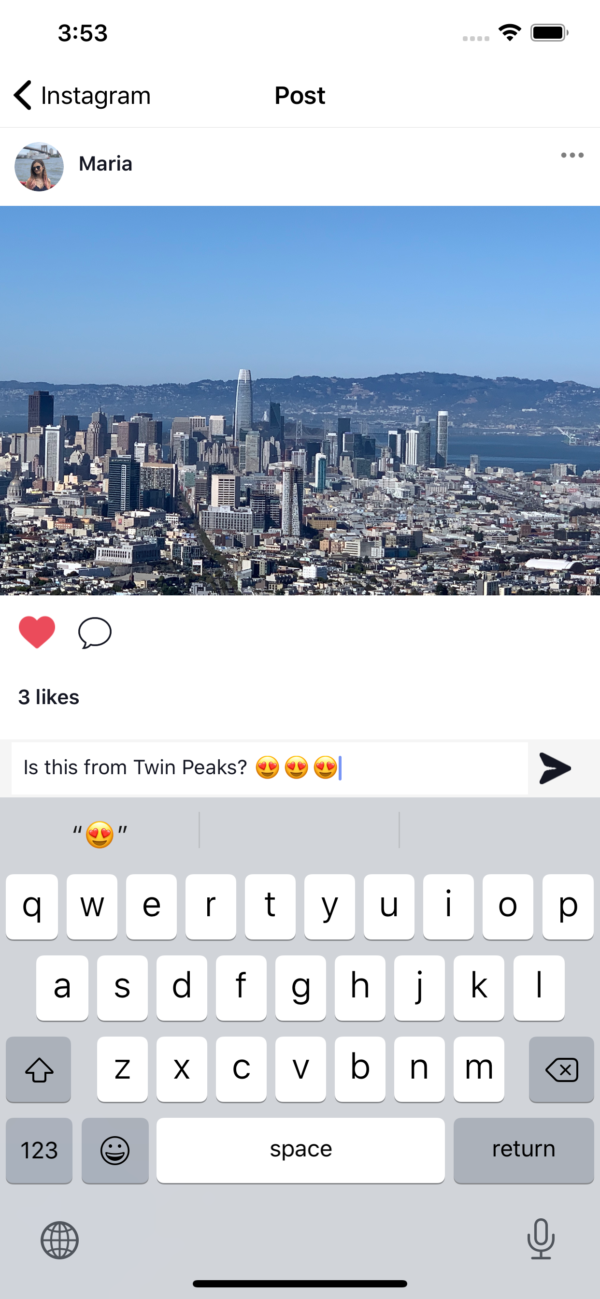 3:53
Instagram
Post
Maria
3 likes
Is this from Twin Peaks? 😍😍😍
“😍”
q w e r t y u i o p
a s d f g h j k l
z x c v b n m
123 space return